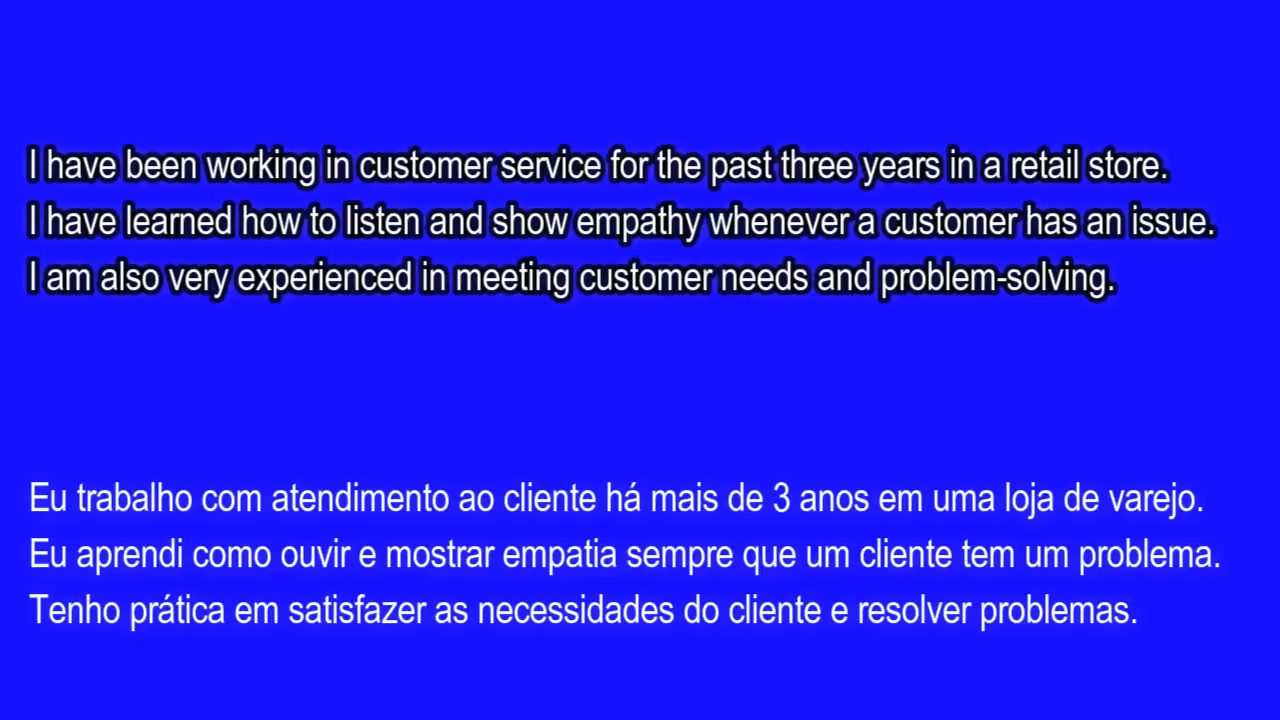 I have been working in customer service for the past three years in a retail store.
I have learned how to listen and show empathy whenever a customer has an issue.
I am also very experienced in meeting customer needs and problem-solving.
Eu trabalho com atendimento ao cliente há mais de 3 anos em uma loja de varejo.
Eu aprendi como ouvir e mostrar empatia sempre que um cliente tem um problema.
Tenho prática em satisfazer as necessidades do cliente e resolver problemas.